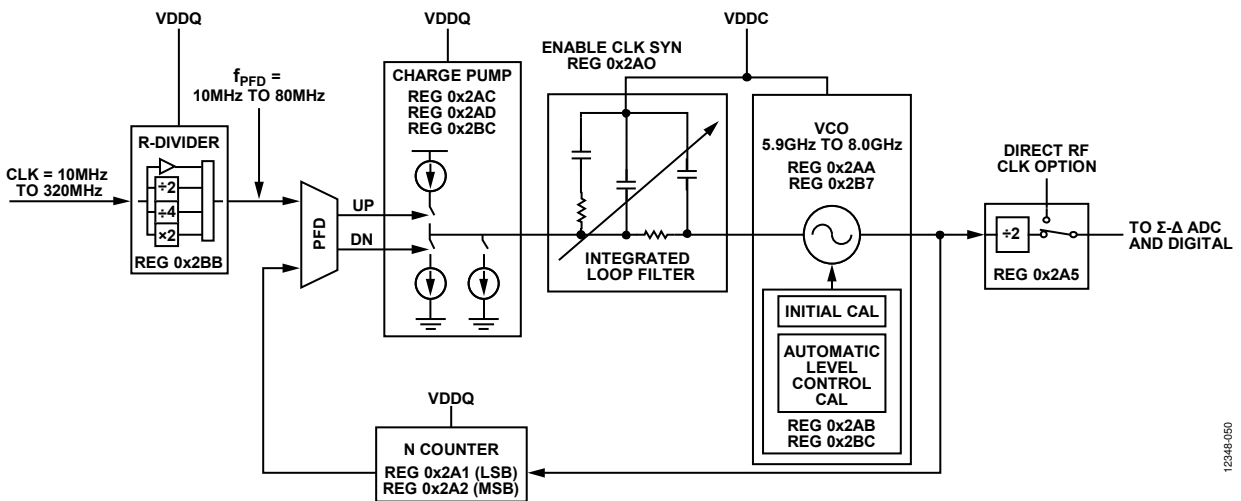 VDDQ
VDDQ
VDDC
ENABLE CLK SYN
REG 0x2AO
fPFD =
10MHz TO 80MHz
CHARGE PUMP
REG 0x2AC
REG 0x2AD
REG 0x2BC
R-DIVIDER
÷2
÷4
×2
REG 0x2BB
CLK = 10MHz
TO 320MHz
PFD
UP
DN
INTEGRATED
LOOP FILTER
VCO
5.9GHz TO 8.0GHz
REG 0x2AA
REG 0x2B7
INITIAL CAL
AUTOMATIC
LEVEL
CONTROL
CAL
REG 0x2AB
REG 0x2BC
DIRECT RF
CLK OPTION
÷2
REG 0x2A5
TO Σ-Δ ADC
AND DIGITAL
VDDQ
N COUNTER
REG 0x2A1 (LSB)
REG 0x2A2 (MSB)
12348-050